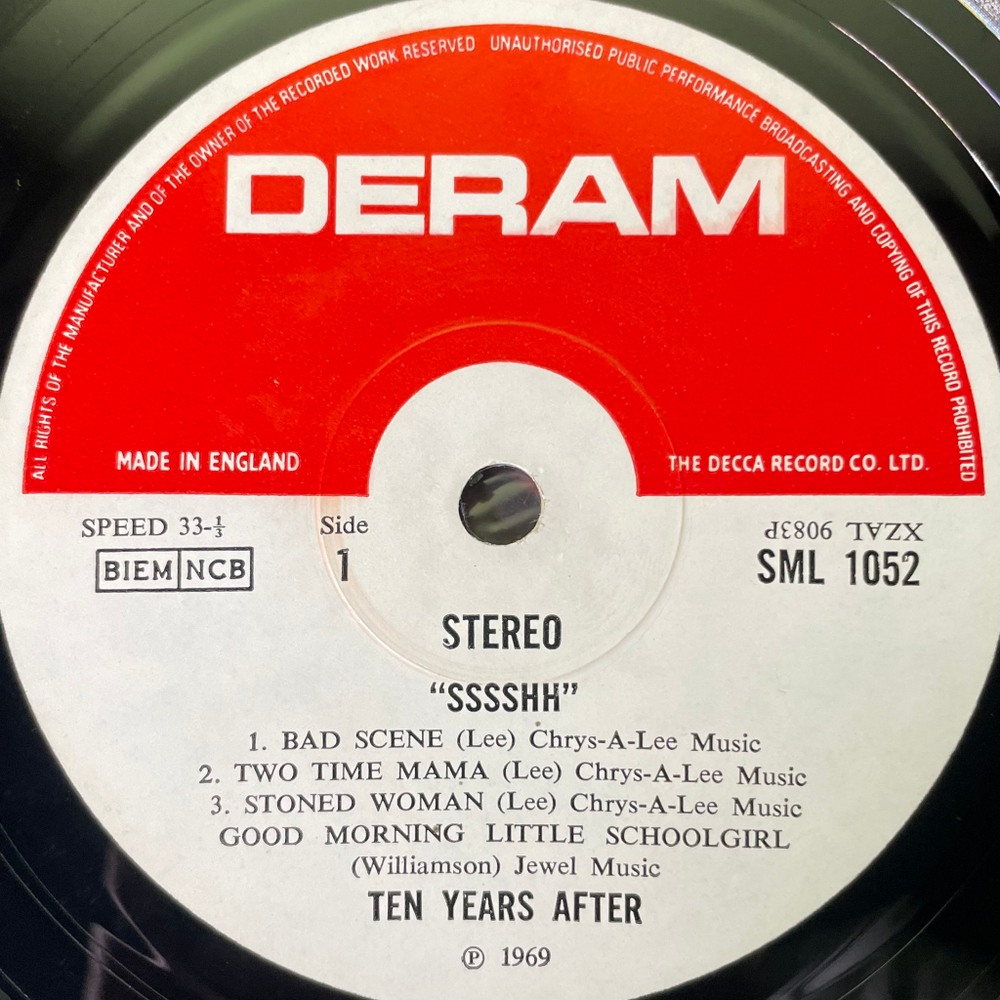 ALL RIGHTS OF THE MANUFACTURER AND OF THE OWNER OF THE RECORDED WORK RESERVED UNAUTHORISED PUBLIC PERFORMANCE BROADCASTING AND COPYING OF THIS RECORD PROHIBITED
DERAM
MADE IN ENGLAND
THE DECCA RECORD CO. LTD.
SPEED 33-⅓
Side
XZAL 9083P
BIEM NCB
1
SML 1052
STEREO
“SSSSHH”
1. BAD SCENE (Lee) Chrys-A-Lee Music
2. TWO TIME MAMA (Lee) Chrys-A-Lee Music
3. STONED WOMAN (Lee) Chrys-A-Lee Music
GOOD MORNING LITTLE SCHOOLGIRL
(Williamson) Jewel Music
TEN YEARS AFTER
℗ 1969